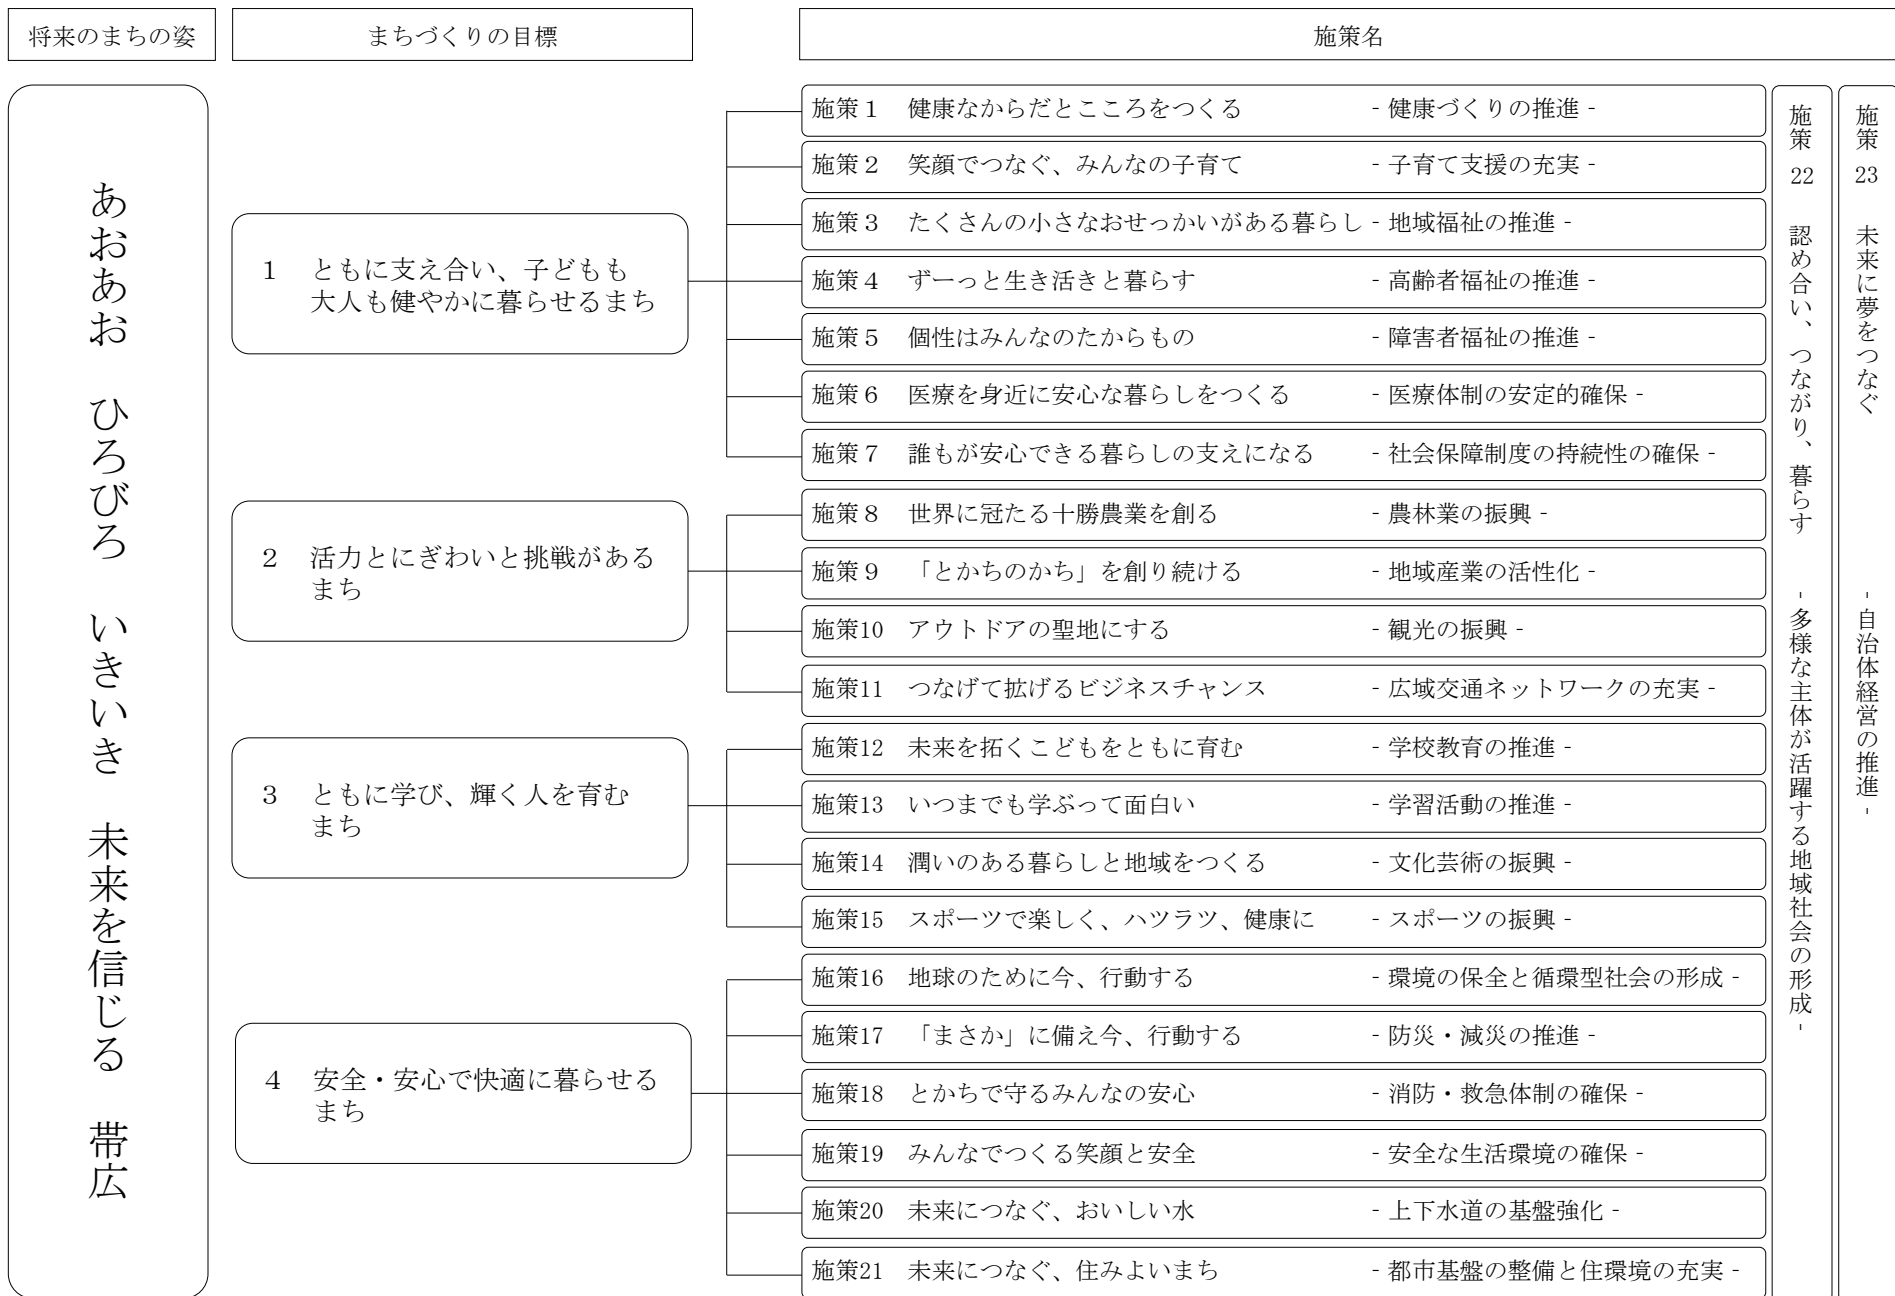 将来のまちの姿
まちづくりの目標
施策名
あおあお　ひろびろ　いきいき　未来を信じる　帯広
1　ともに支え合い、子どもも
大人も健やかに暮らせるまち
施策１　健康なからだとこころをつくる　- 健康づくりの推進 -
施策２　笑顔でつなぐ、みんなの子育て　- 子育て支援の充実 -
施策３　たくさんの小さなおせっかいがある暮らし - 地域福祉の推進 -
施策４　ずーっと生き活きと暮らす　- 高齢者福祉の推進 -
施策５　個性はみんなのたからもの　- 障害者福祉の推進 -
施策６　医療を身近に安心な暮らしをつくる　- 医療体制の安定的確保 -
施策７　誰もが安心できる暮らしの支えになる　- 社会保障制度の持続性の確保 -
2　活力とにぎわいと挑戦がある
まち
施策８　世界に冠たる十勝農業を創る　- 農林業の振興 -
施策９　「とかちのかち」を創り続ける　- 地域産業の活性化 -
施策10　アウトドアの聖地にする　- 観光の振興 -
施策11　つなげて拡げるビジネスチャンス　- 広域交通ネットワークの充実 -
3　ともに学び、輝く人を育む
まち
施策12　未来を拓くこどもをともに育む　- 学校教育の推進 -
施策13　いつまでも学ぶって面白い　- 学習活動の推進 -
施策14　潤いのある暮らしと地域をつくる　- 文化芸術の振興 -
施策15　スポーツで楽しく、ハツラツ、健康に　- スポーツの振興 -
4　安全・安心で快適に暮らせる
まち
施策16　地球のために今、行動する　- 環境の保全と循環型社会の形成 -
施策17　「まさか」に備え今、行動する　- 防災・減災の推進 -
施策18　とかちで守るみんなの安心　- 消防・救急体制の確保 -
施策19　みんなでつくる笑顔と安全　- 安全な生活環境の確保 -
施策20　未来につなぐ、おいしい水　- 上下水道の基盤強化 -
施策21　未来につなぐ、住みよいまち　- 都市基盤の整備と住環境の充実 -
施策 22　認め合い、つながり、暮らす　- 多様な主体が活躍する地域社会の形成 -
施策 23　未来に夢をつなぐ　- 自治体経営の推進 -